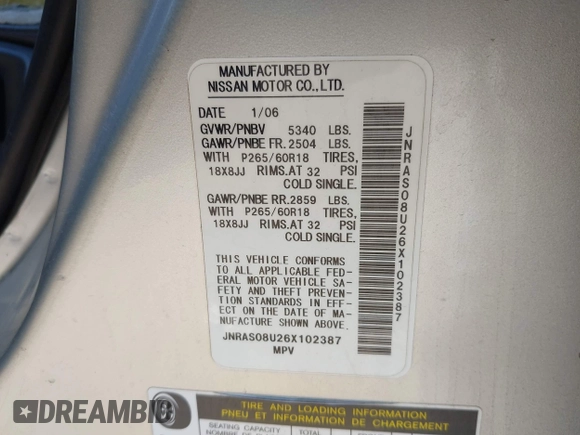 MANUFACTURED BY
NISSAN MOTOR CO.,LTD.
DATE 1/06
GVWR/PNBV 5340 LBS.
GAWR/PNBE FR. 2504 LBS.
WITH P265/60R18 TIRES,
18X8JJ RIMS.AT 32 PSI
COLD SINGLE.
GAWR/PNBE RR.2859 LBS.
WITH P265/60R18 TIRES,
18X8JJ RIMS.AT 32 PSI
COLD SINGLE.
THIS VEHICLE CONFORMS
TO ALL APPLICABLE FED-
ERAL MOTOR VEHICLE SA-
FETY AND THEFT PREVEN-
TION STANDARDS IN EFF-
ECT ON THE DATE OF MA-
NUFACTURE SHOWN ABOVE.
JNRAS08U26X102387
MPV
JNRAS08U26X102387
TIRE AND LOADING INFORMATION
PNEU ET INFORMATION DE CHARGEMENT
SEATING CAPACITY TOTAL
DREAMBID